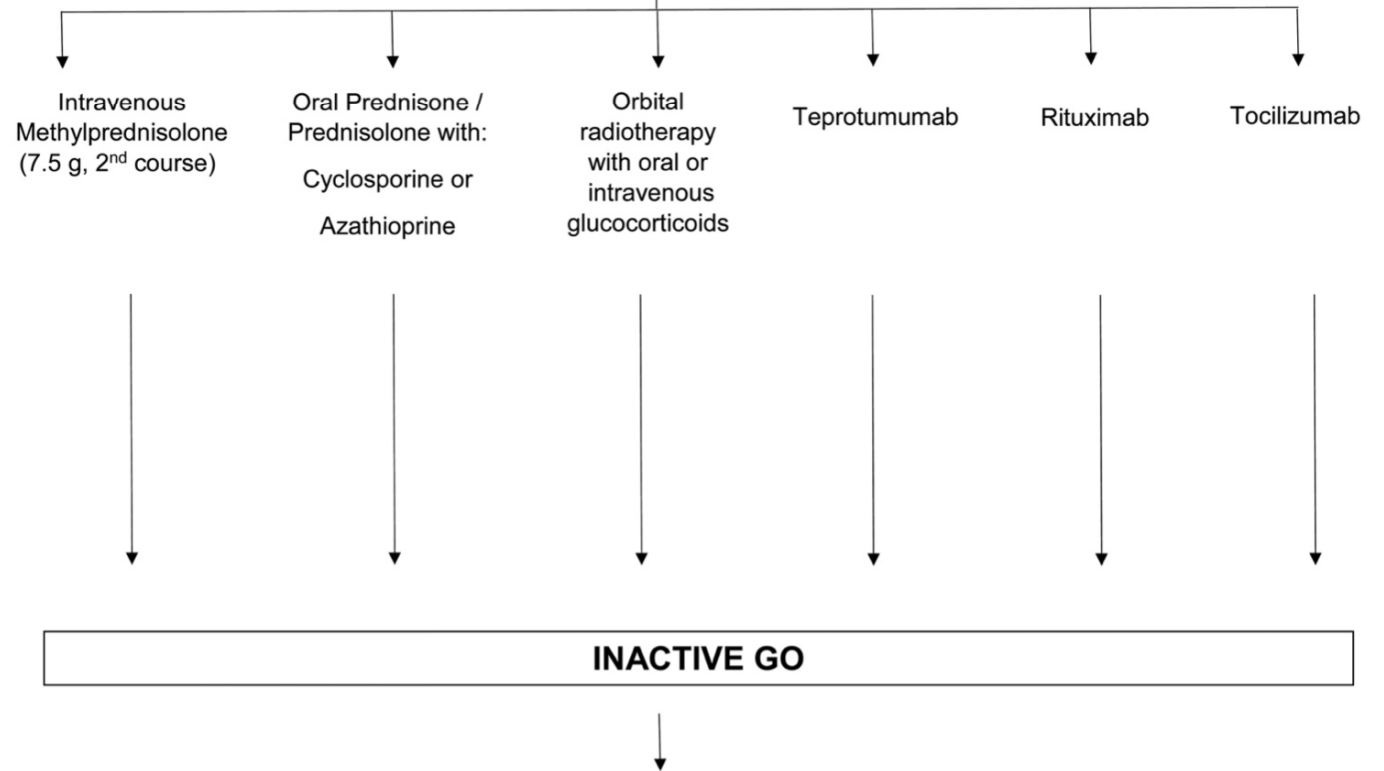 Intravenous
Methylprednisolone
(7.5 g, 2nd course)
Oral Prednisone /
Prednisolone with:
Cyclosporine or
Azathioprine
Orbital
radiotherapy
with oral or
intravenous
glucocorticoids
Teprotumumab
Rituximab
Tocilizumab
INACTIVE GO